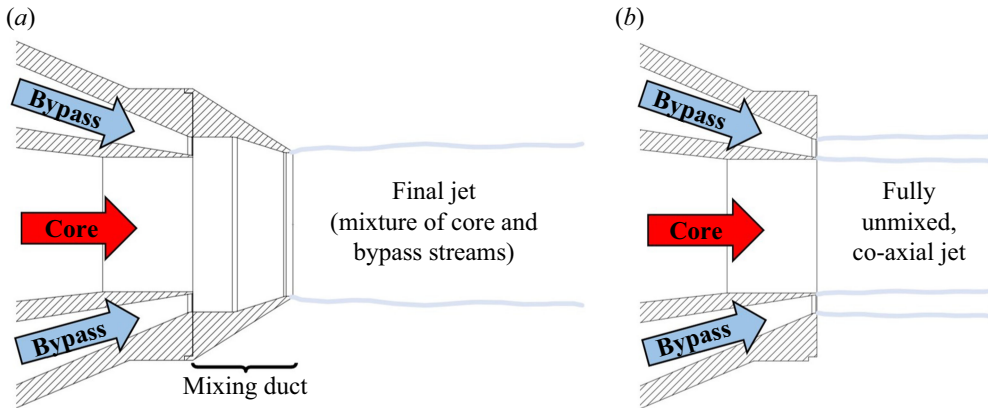 (a)
Bypass
Core
Bypass
Final jet
(mixture of core and
bypass streams)
Mixing duct
(b)
Bypass
Core
Bypass
Fully
unmixed,
co-axial jet